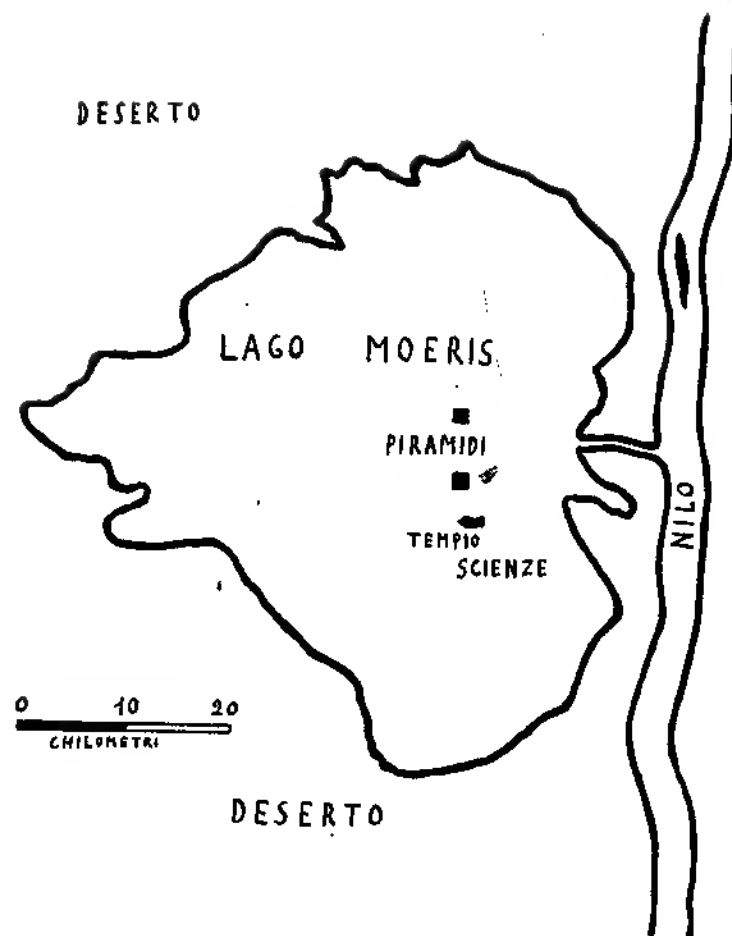 DESERTO
LAGO MOERIS
PIRAMIDI
NILO
TEMPIO
SCIENZE
0 10 20
CHILOMETRI
DESERTO